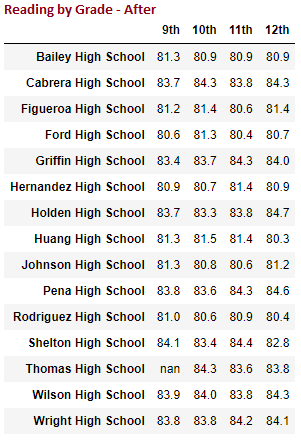 Reading by Grade - After
9th 10th 11th 12th
Bailey High School 81.3 80.9 80.9 80.9
Cabrera High School 83.7 84.3 83.8 84.3
Figueroa High School 81.2 81.4 80.6 81.4
Ford High School 80.6 81.3 80.4 80.7
Griffin High School 83.4 83.7 84.3 84.0
Hernandez High School 80.9 80.7 81.4 80.9
Holden High School 83.7 83.3 83.8 84.7
Huang High School 81.3 81.5 81.4 80.3
Johnson High School 81.3 80.8 80.6 81.2
Pena High School 83.8 83.6 84.3 84.6
Rodriguez High School 81.0 80.6 80.9 80.4
Shelton High School 84.1 83.4 84.4 82.8
Thomas High School nan 84.3 83.6 83.8
Wilson High School 83.9 84.0 83.8 84.3
Wright High School 83.8 83.8 84.2 84.1